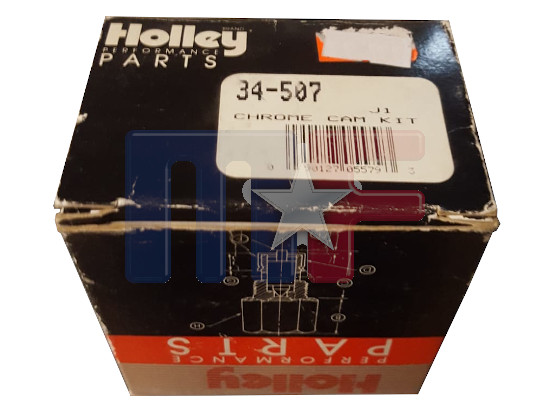 Holley
PERFORMANCE
PARTS
34-507
J1
CHROME CAM KIT
PARTS
PERFORMANCE
Holley